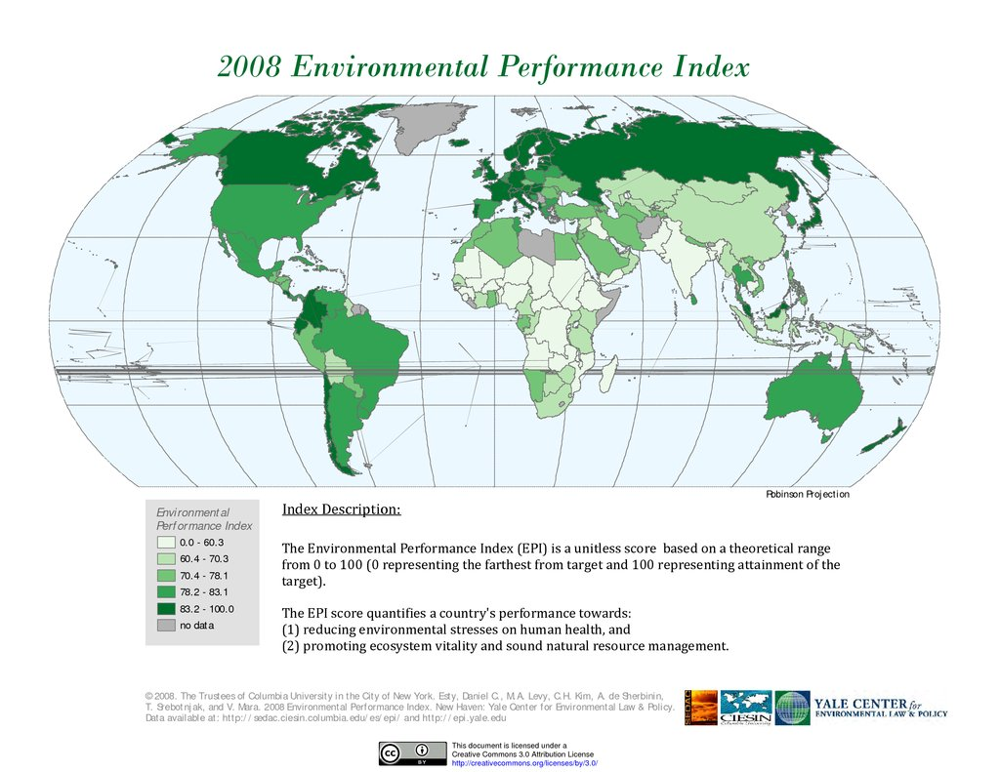 2008 Environmental Performance Index
Robinson Projection
Environmental
Performance Index
0.0 - 60.3
60.4 - 70.3
70.4 - 78.1
78.2 - 83.1
83.2 - 100.0
no data
Index Description:
The Environmental Performance Index (EPI) is a unitless score based on a theoretical range
from 0 to 100 (0 representing the farthest from target and 100 representing attainment of the
target).
The EPI score quantifies a country's performance towards:
(1) reducing environmental stresses on human health, and
(2) promoting ecosystem vitality and sound natural resource management.
© 2008. The Trustees of Columbia University in the City of New York, Esty, Daniel C., M.A. Levy, C.H. Kim, A. de Sherbinin,
T. Srebotnjak, and V. Mara. 2008 Environmental Performance Index. New Haven: Yale Center for Environmental Law & Policy.
Data available at: http://sedac.ciesin.columbia.edu/es/epi/ and http://epi.yale.edu
SEDAC
CIESIN
Columbia University
YALE CENTER for
ENVIRONMENTAL LAW & POLICY
cc
BY
This document is licensed under a
Creative Commons 3.0 Attribution License
http://creativecommons.org/licenses/by/3.0/